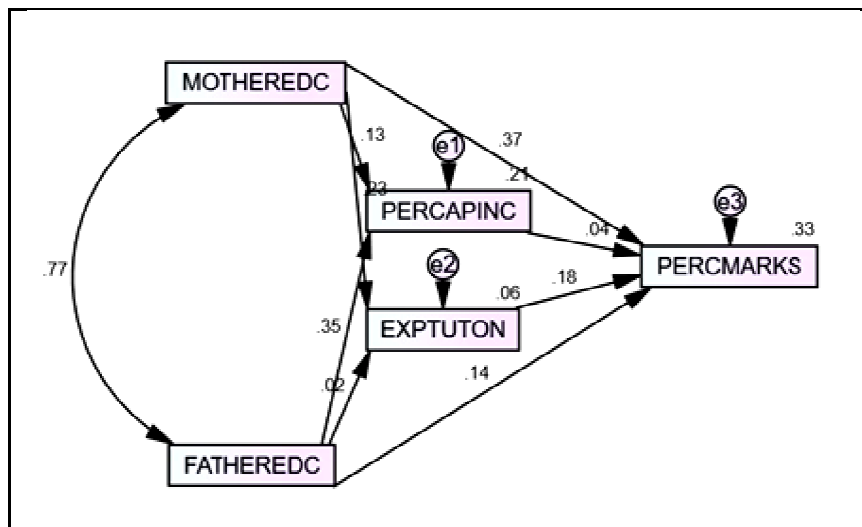 MOTHEREDC
.13
.37
e1
.21
.23
PERCAPINC
e3
.33
.04
PERCMARKS
.77
e2
.18
.06
.35
EXPTUTON
.02
.14
FATHEREDC